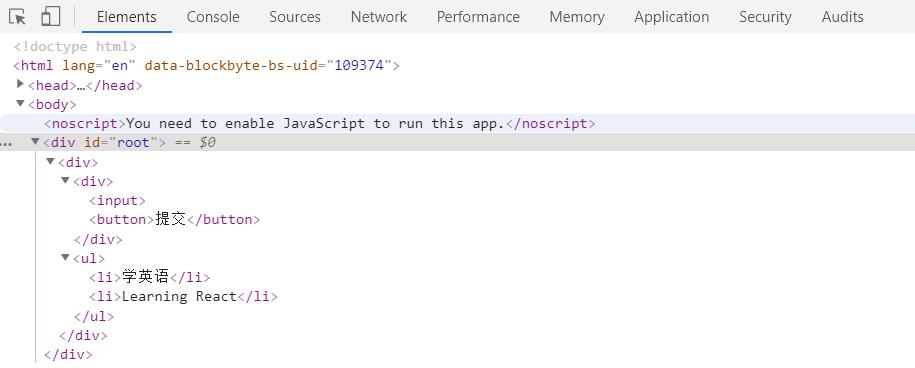 Elements Console Sources Network Performance Memory Application Security Audits
<!doctype html>
<html lang="en" data-blockbyte-bs-uid="109374">
<head>…</head>
<body>
<noscript>You need to enable JavaScript to run this app.</noscript>
... <div id="root"> == $0
<div>
<div>
<input>
<button>提交</button>
</div>
<ul>
<li>学英语</li>
<li>Learning React</li>
</ul>
</div>
</div>